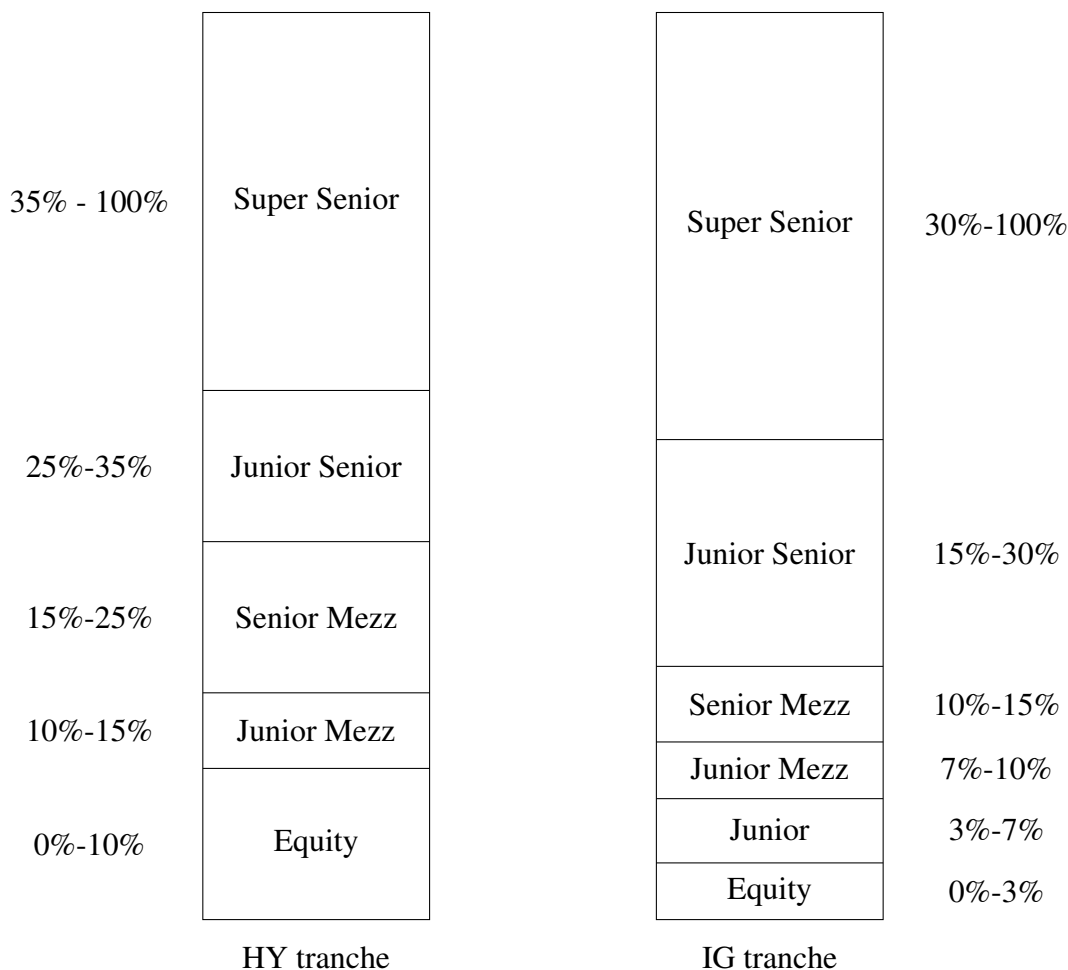 35% - 100%
Super Senior
25%-35%
Junior Senior
15%-25%
Senior Mezz
10%-15%
Junior Mezz
0%-10%
Equity
HY tranche
Super Senior
30%-100%
Junior Senior
15%-30%
Senior Mezz
10%-15%
Junior Mezz
7%-10%
Junior
3%-7%
Equity
0%-3%
IG tranche